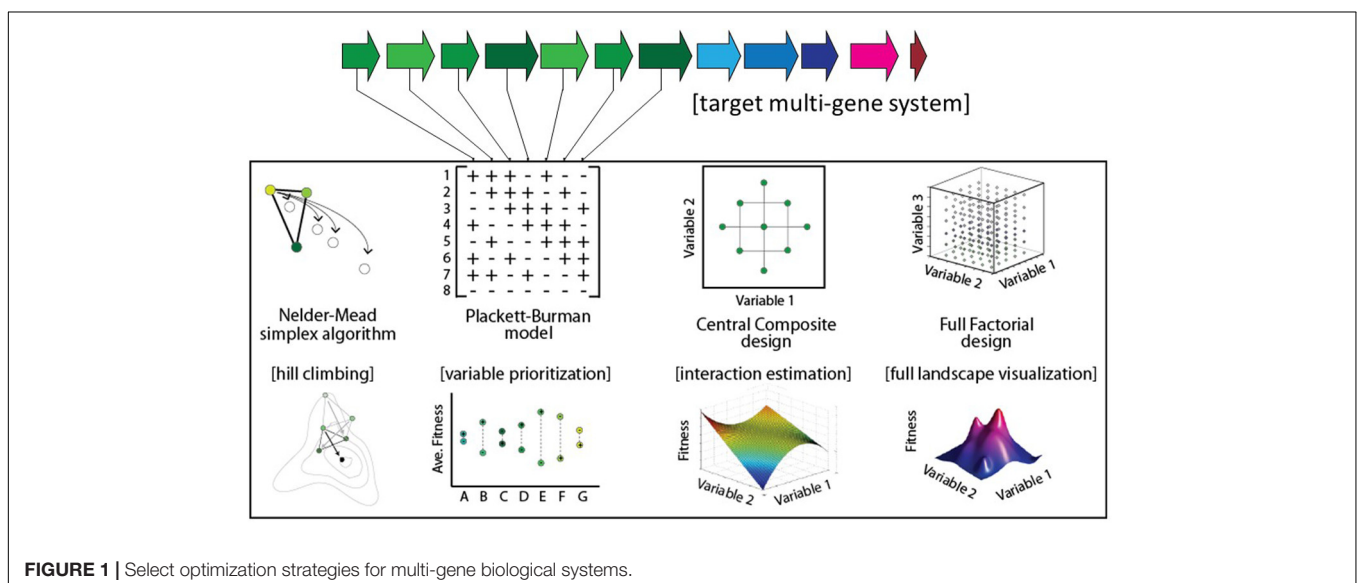 [target multi-gene system]
1 + + + - + - -
2 - + + + - + -
3 - - + + + - +
4 + - - + + + -
5 - + - - + + +
6 + - + - - + +
7 + + - + - - +
8 - - - - - - -
Variable 2
Variable 1
Variable 3
Variable 2
Variable 1
Nelder-Mead
simplex algorithm
Plackett-Burman
model
Central Composite
design
Full Factorial
design
[hill climbing]
[variable prioritization]
[interaction estimation]
[full landscape visualization]
Ave. Fitness
A B C D E F G
Fitness
Variable 2
Variable 1
Fitness
Variable 2
Variable 1
FIGURE 1 | Select optimization strategies for multi-gene biological systems.